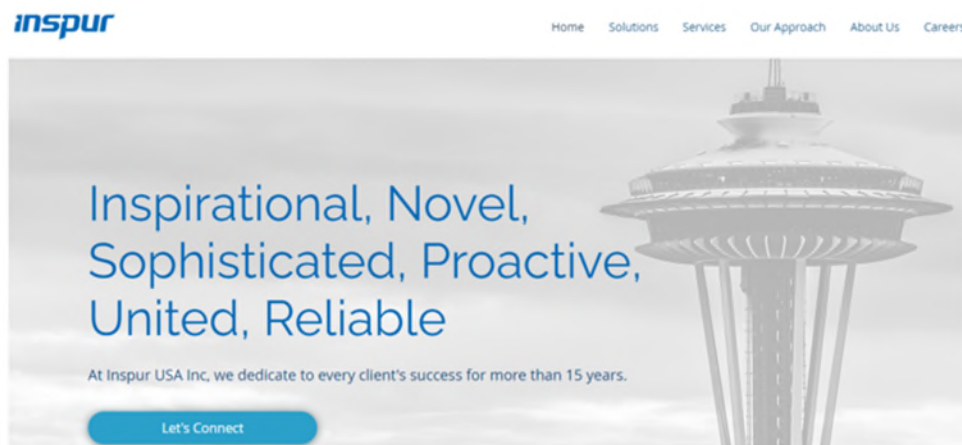 inspur
Home Solutions Services Our Approach About Us Careers
Inspirational, Novel,
Sophisticated, Proactive,
United, Reliable
At Inspur USA Inc, we dedicate to every client's success for more than 15 years.
Let's Connect